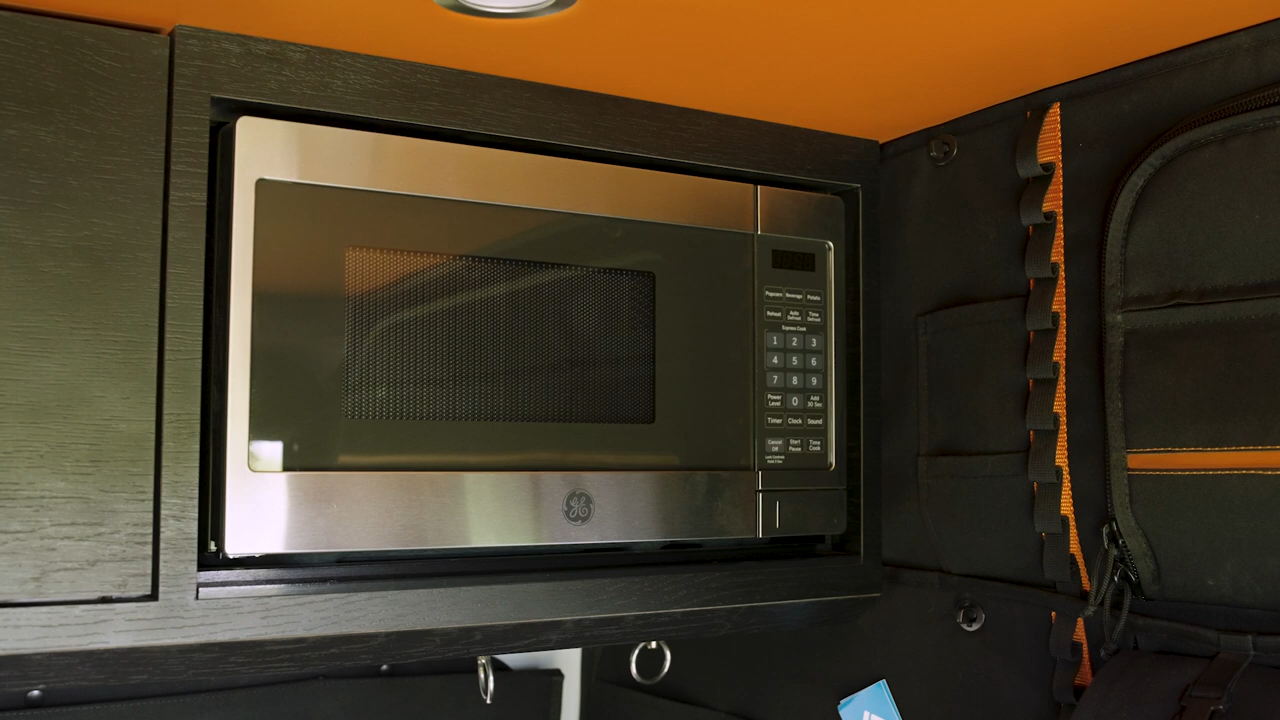 Popcorn Beverage Potato
Reheat Auto Defrost Time Defrost
Express Cook
1 2 3
4 5 6
7 8 9
Power Level 0 Add 30 Sec
Timer Clock Sound
Cancel Off Start Pause Time Cook
GE